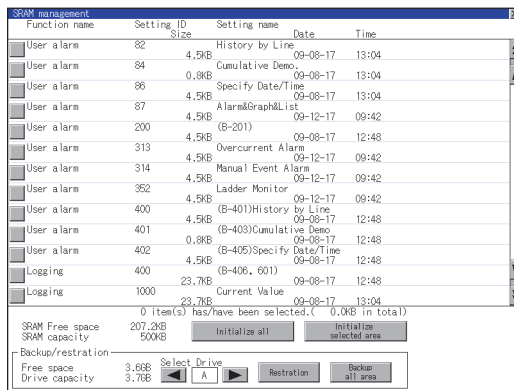 SRAM management
Function name Setting ID Setting name
Size Date Time
User alarm 82 History by Line
4.5KB 09-08-17 13:04
User alarm 84 Cumulative Demo.
0.8KB 09-08-17 13:04
User alarm 86 Specify Date/Time
4.5KB 09-08-17 13:04
User alarm 87 Alarm&Graph&List
4.5KB 09-12-17 09:42
User alarm 200 (B-201)
4.5KB 09-08-17 12:48
User alarm 313 Overcurrent Alarm
4.5KB 09-12-17 09:42
User alarm 314 Manual Event Alarm
4.5KB 09-12-17 09:42
User alarm 352 Ladder Monitor
4.5KB 09-12-17 09:42
User alarm 400 (B-401)History by Line
4.5KB 09-08-17 12:48
User alarm 401 (B-403)Cumulative Demo
0.8KB 09-08-17 12:48
User alarm 402 (B-405)Specify Date/Time
4.5KB 09-08-17 12:48
Logging 400 (B-406, 601)
23.7KB 09-08-17 12:48
Logging 1000 Current Value
23.7KB 09-08-17 13:04
0 item(s) has/have been selected.( 0.0KB in total)
SRAM Free space 207.2KB
SRAM capacity 500KB
Initialize all
Initialize
selected area
Backup/restration
Free space 3.6GB
Drive capacity 3.7GB
Select Drive
A
Restration
Backup
all area